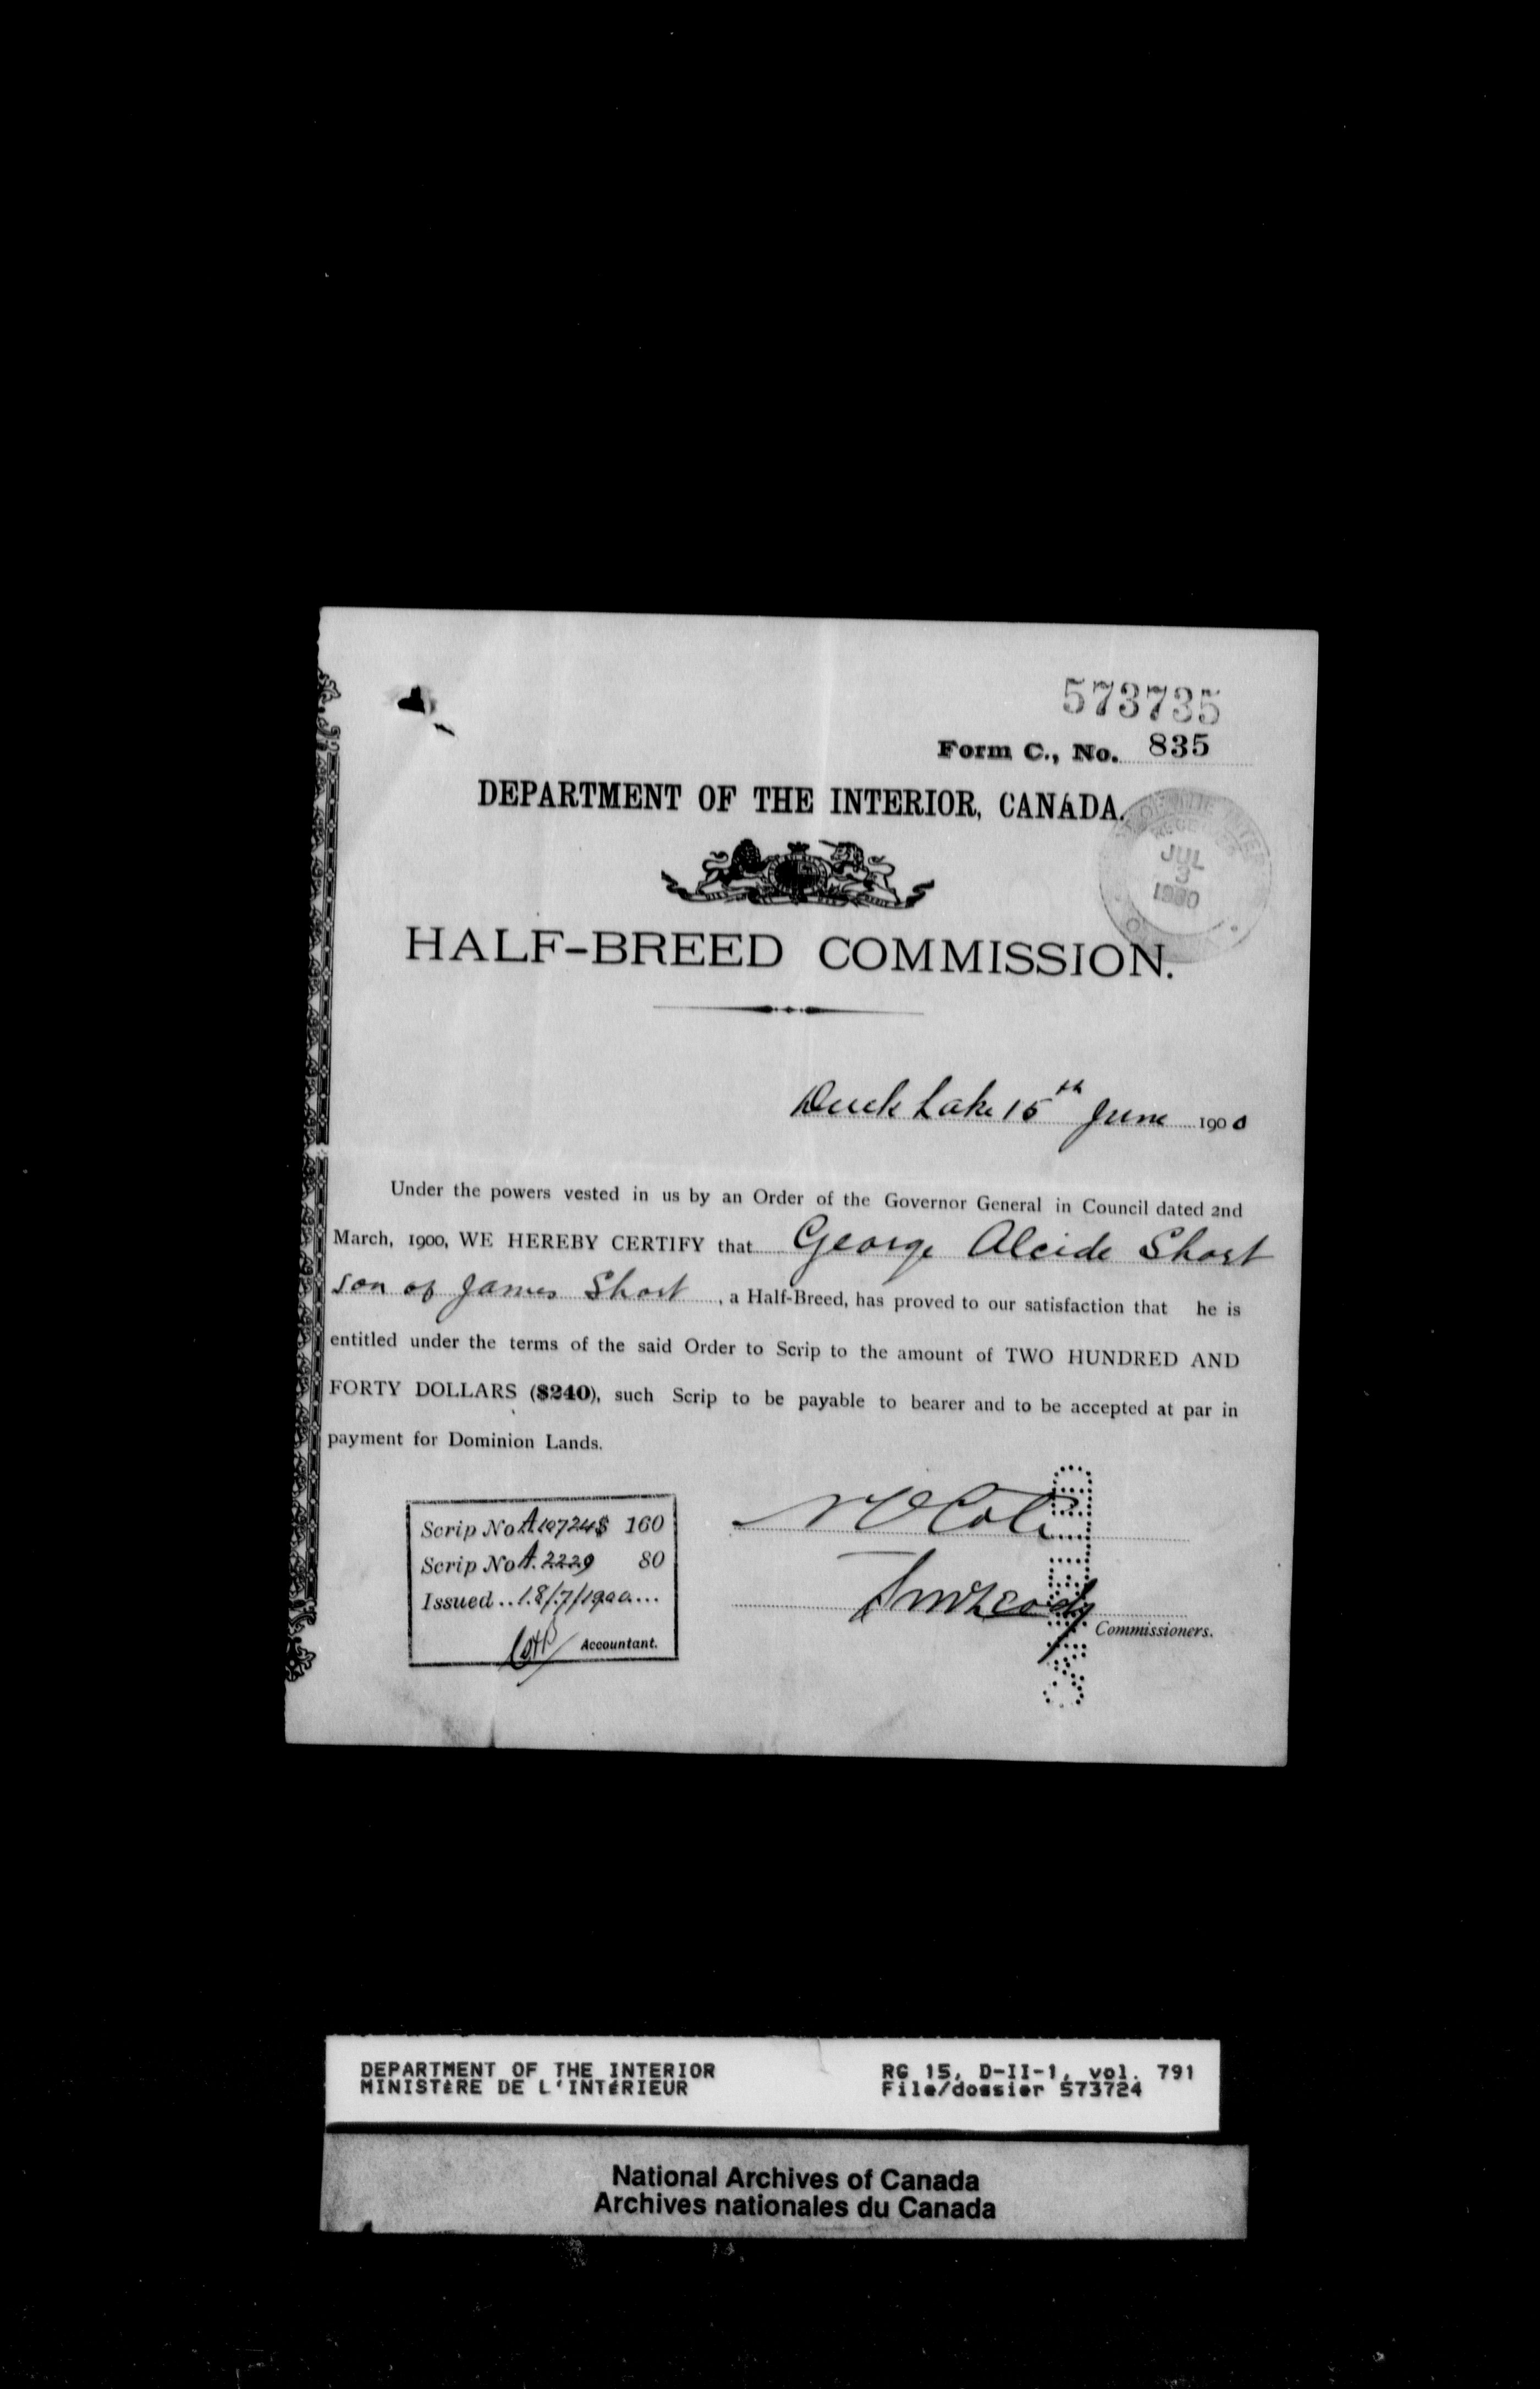 573735
Form C., No. 835
DEPARTMENT OF THE INTERIOR, CANADA.
JUL
3
1900
HALF-BREED COMMISSION.
Duck Lake 15th June 1900
Under the powers vested in us by an Order of the Governor General in Council dated 2nd
March, 1900, WE HEREBY CERTIFY that George Alcide Short
son of James Short, a Half-Breed, has proved to our satisfaction that he is
entitled under the terms of the said Order to Scrip to the amount of TWO HUNDRED AND
FORTY DOLLARS ($240), such Scrip to be payable to bearer and to be accepted at par in
payment for Dominion Lands.
Scrip No A 10724 $ 160
Scrip No A. 2229 80
Issued .. 18/7/1900 ...
Accountant.
N O Coté
Commissioners.
DEPARTMENT OF THE INTERIOR
MINISTÈRE DE L'INTÉRIEUR
RG 15, D-II-1, vol. 791
File/dossier 573724
National Archives of Canada
Archives nationales du Canada